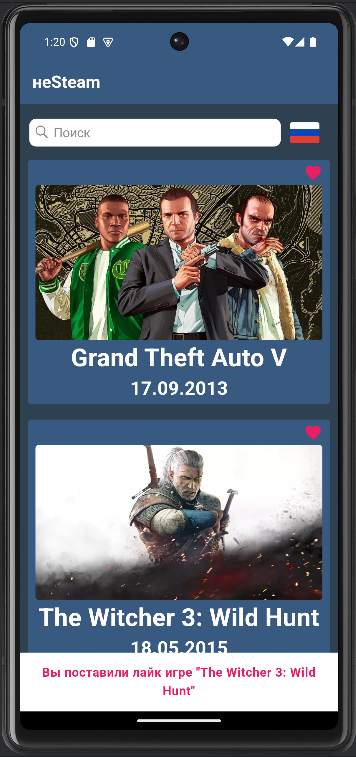 1:20
неSteam
Поиск
Grand Theft Auto V
17.09.2013
The Witcher 3: Wild Hunt
18.05.2015
Вы поставили лайк игре "The Witcher 3: Wild
Hunt"